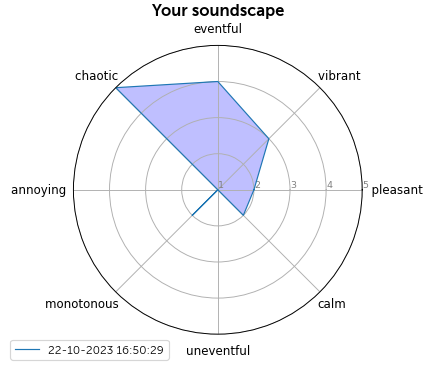 Your soundscape
eventful
chaotic
vibrant
annoying
1
2
3
4
5
pleasant
monotonous
calm
uneventful
22-10-2023 16:50:29